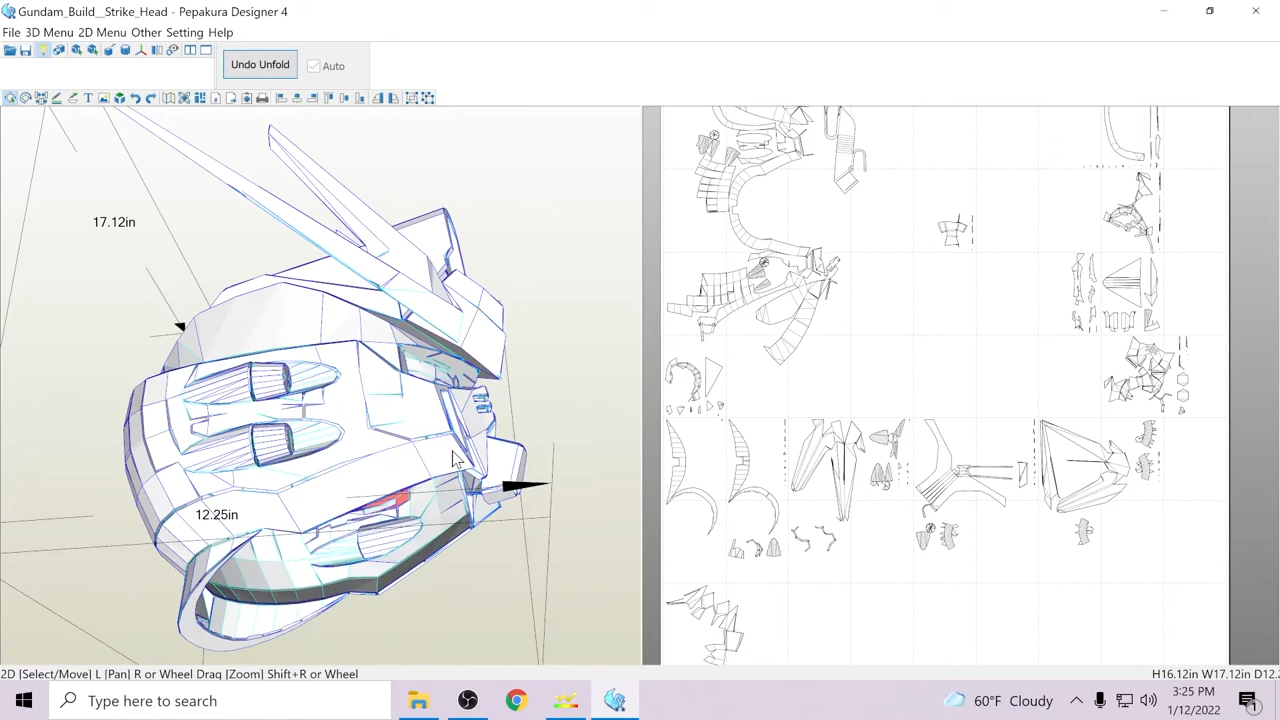 Gundam_Build__Strike_Head - Pepakura Designer 4
File 3D Menu 2D Menu Other Setting Help
Undo Unfold
Auto
17.12in
12.25in
2D [Select/Move] L [Pan] R or Wheel Drag [Zoom] Shift+R or Wheel
H16.12in W17.12in D12.2
Type here to search
60°F Cloudy
3:25 PM
1/12/2022
1